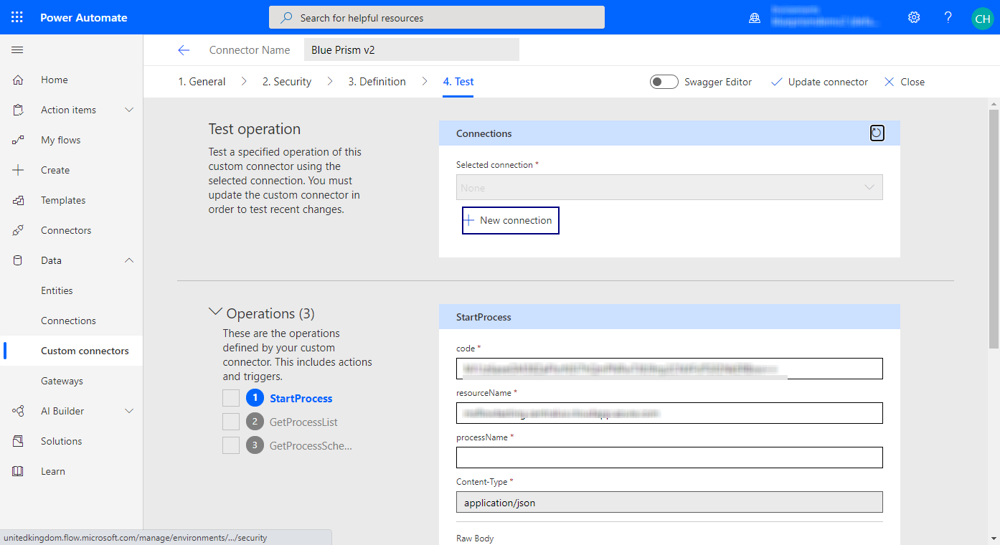 Power Automate
Search for helpful resources
?
CH
Connector Name
Blue Prism v2
1. General
2. Security
3. Definition
4. Test
Swagger Editor
Update connector
Close
Home
Action items
My flows
Create
Templates
Connectors
Data
Entities
Connections
Custom connectors
Gateways
AI Builder
Solutions
Learn
Test operation
Test a specified operation of this
custom connector using the
selected connection. You must
update the custom connector in
order to test recent changes.
Connections
Selected connection *
None
New connection
Operations (3)
These are the operations
defined by your custom
connector. This includes actions
and triggers.
1 StartProcess
2 GetProcessList
3 GetProcessSche...
StartProcess
code *
resourceName *
processName *
Content-Type *
application/json
Raw Body
unitedkingdom.flow.microsoft.com/manage/environments/.../security